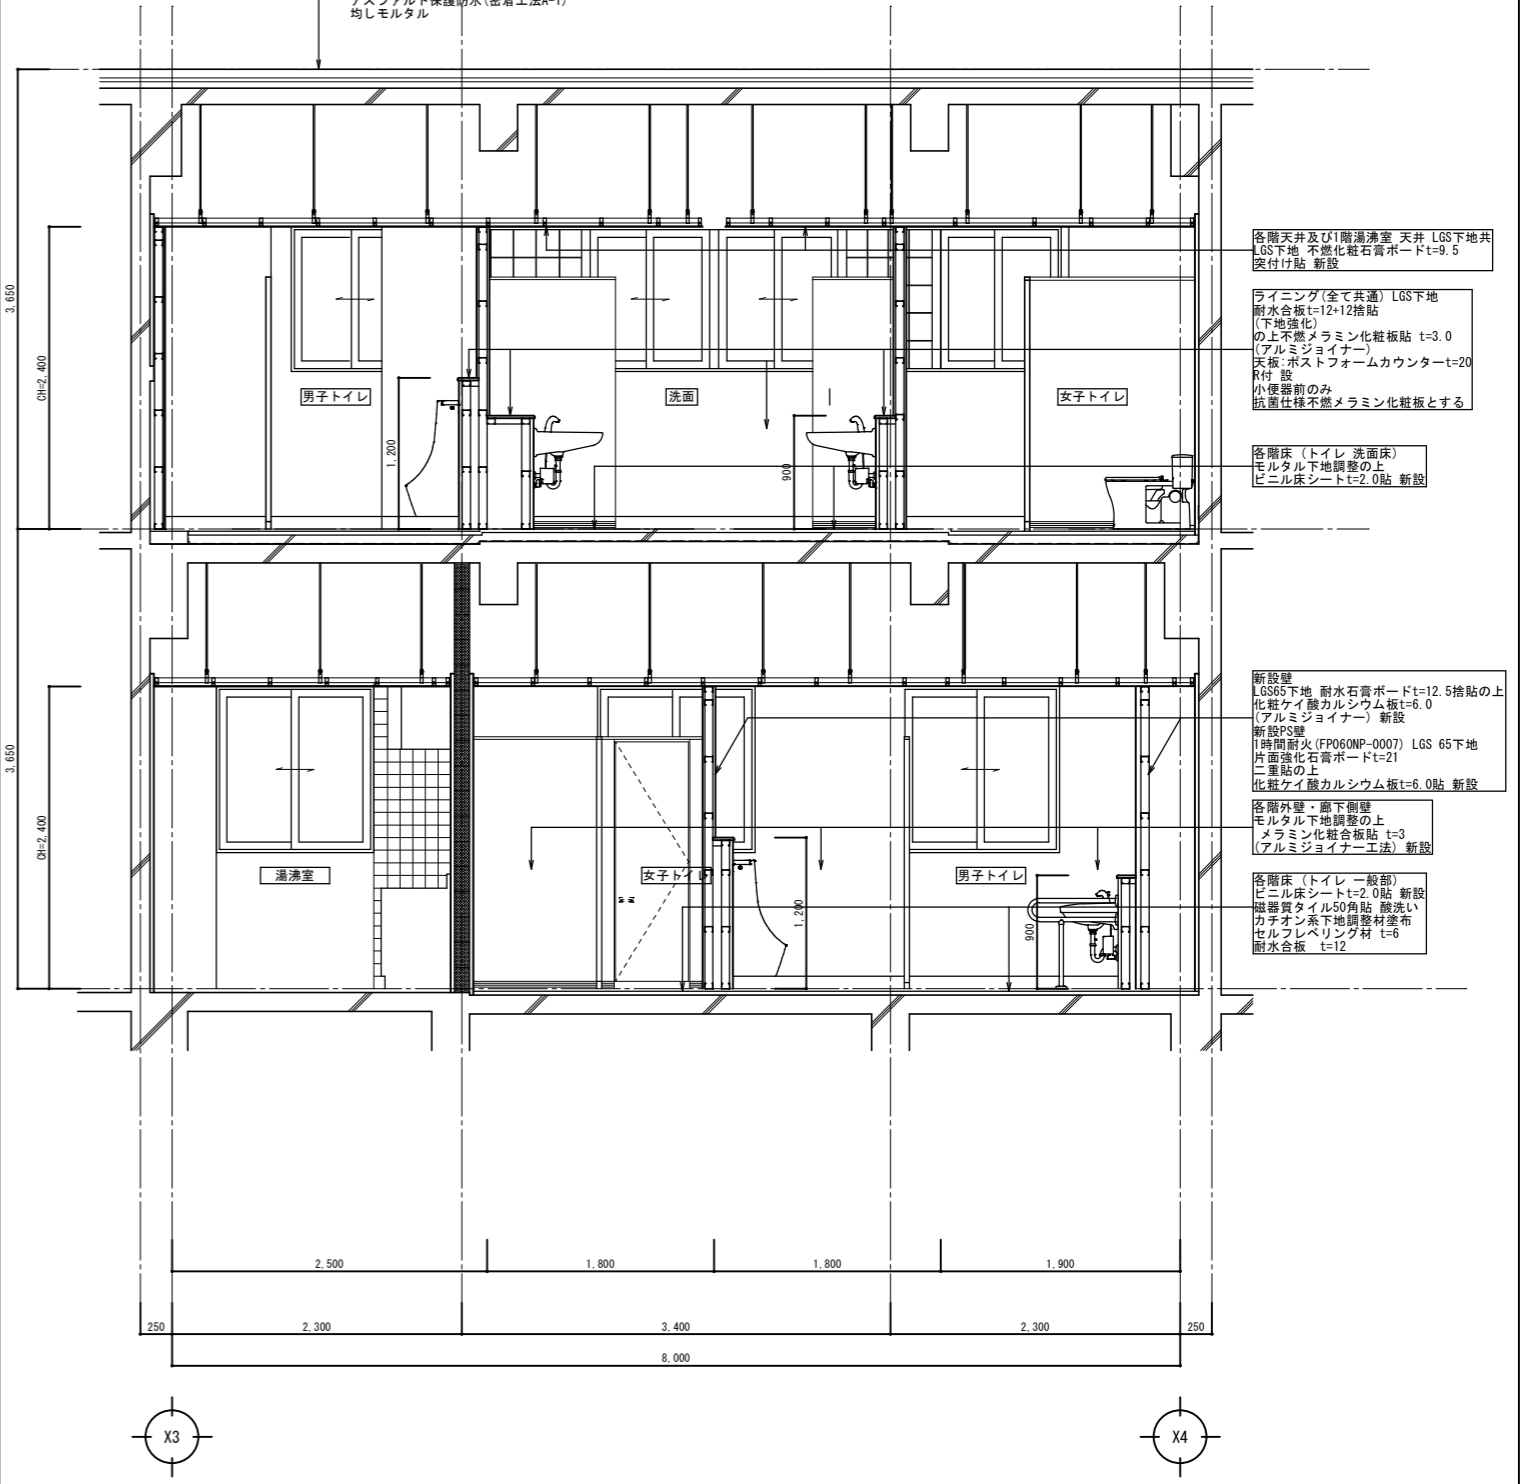 アスファルト保護防水(密着工法A-1)
均しモルタル
3,650
CH=2,400
男子トイレ
1,200
洗面
900
女子トイレ
各階天井及び1階湯沸室 天井 LGS下地共
LGS下地 不燃化粧石膏ボードt=9.5
突付け貼 新設
ライニング(全て共通) LGS下地
耐水合板t=12+12捨貼
(下地強化)
の上不燃メラミン化粧板貼 t=3.0
(アルミジョイナー)
天板:ポストフォームカウンターt=20
R付 設
小便器前のみ
抗菌仕様不燃メラミン化粧板とする
各階床 (トイレ 洗面床)
モルタル下地調整の上
ビニル床シートt=2.0貼 新設
3,650
CH=2,400
湯沸室
女子トイレ
1,200
男子トイレ
900
新設壁
LGS65下地 耐水石膏ボードt=12.5捨貼の上
化粧ケイ酸カルシウム板t=6.0
(アルミジョイナー) 新設
新設PS壁
1時間耐火(FP060NP-0007) LGS 65下地
片面強化石膏ボードt=21
二重貼の上
化粧ケイ酸カルシウム板t=6.0貼 新設
各階外壁・廊下側壁
モルタル下地調整の上
メラミン化粧合板貼 t=3
(アルミジョイナー工法) 新設
各階床 (トイレ 一般部)
ビニル床シートt=2.0貼 新設
磁器質タイル50角貼 酸洗い
カチオン系下地調整材塗布
セルフレベリング材 t=6
耐水合板 t=12
2,500 1,800 1,800 1,900
250 2,300 3,400 2,300 250
8,000
X3 X4